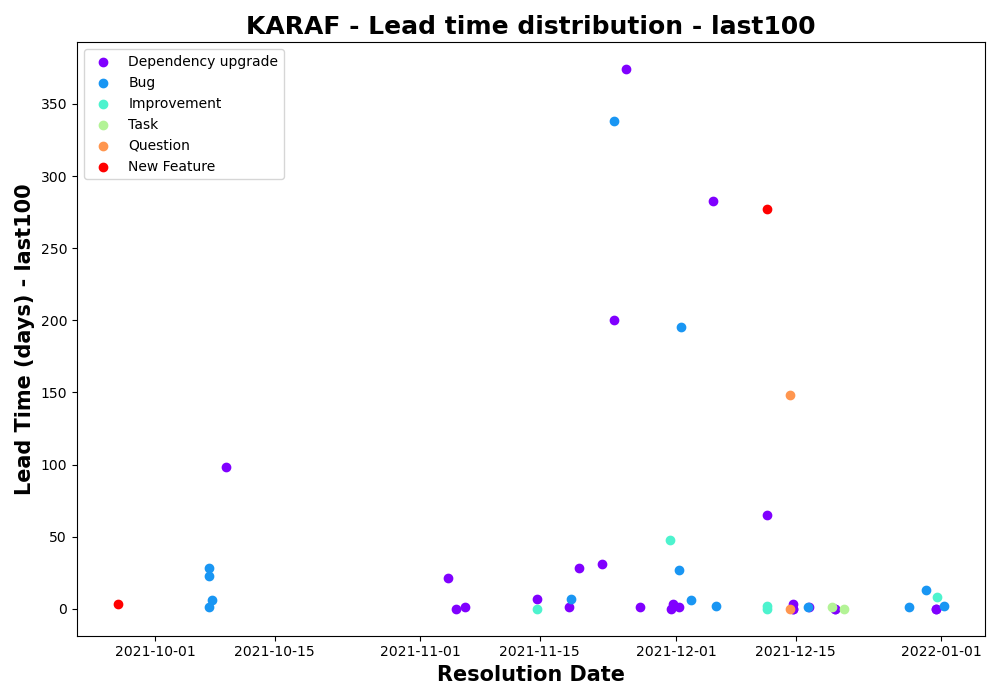 KARAF - Lead time distribution - last100
Dependency upgrade
Bug
Improvement
Task
Question
New Feature
Lead Time (days) - last100
350
300
250
200
150
100
50
0
2021-10-01
2021-10-15
2021-11-01
2021-11-15
2021-12-01
2021-12-15
2022-01-01
Resolution Date